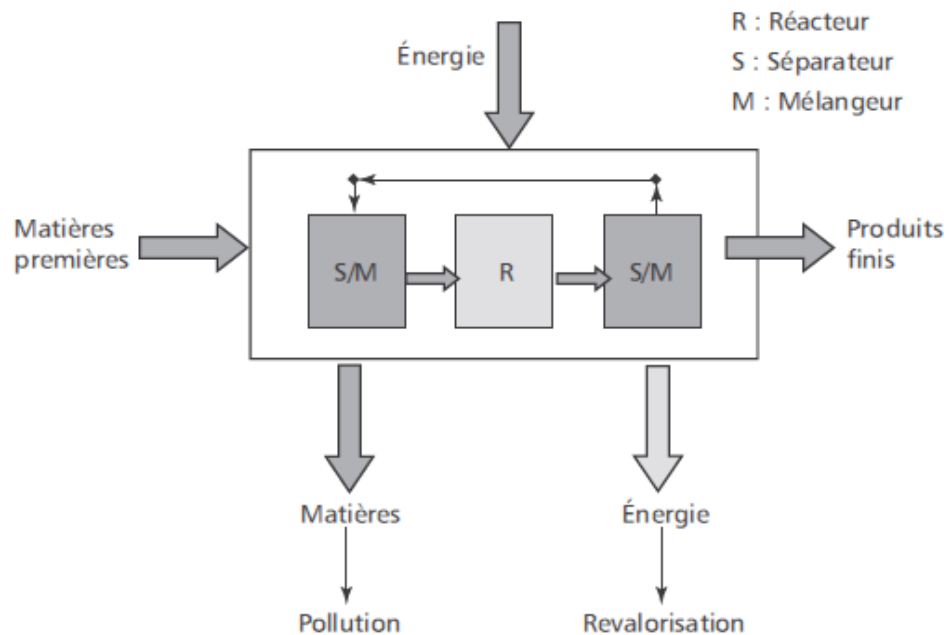 R : Réacteur
Énergie
S : Séparateur
M : Mélangeur
Matières
premières
S/M
R
S/M
Produits
finis
Matières
Énergie
Pollution
Revalorisation